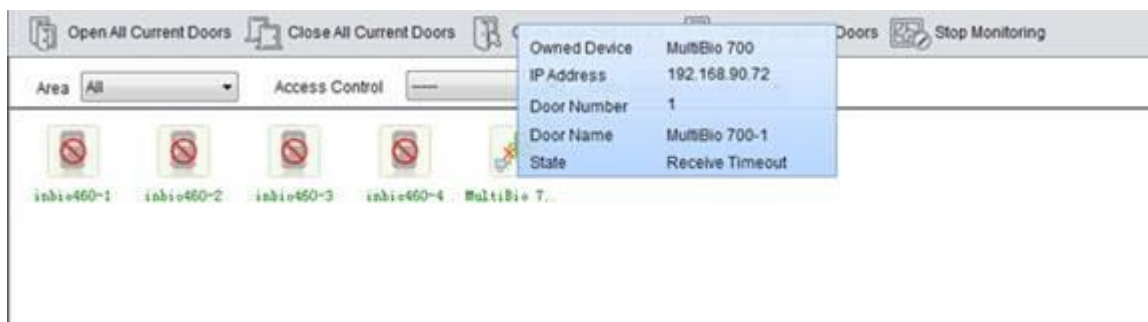 Open All Current Doors Close All Current Doors Doors Stop Monitoring
Owned Device MultiBio 700
IP Address 192.168.90.72
Area All Access Control -----
Door Number 1
Door Name MultiBio 700-1
State Receive Timeout
inbio460-1 inbio460-2 inbio460-3 inbio460-4 MultiBio 7..